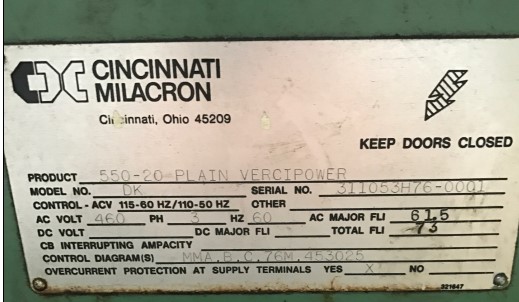 CINCINNATI
MILACRON
Cincinnati, Ohio 45209
KEEP DOORS CLOSED
PRODUCT 550-20 PLAIN VERCIPOWER
MODEL NO. DK SERIAL NO. 311053H76-0001
CONTROL - ACV 115-60 HZ/110-50 HZ OTHER
AC VOLT 460 PH 3 HZ 60 AC MAJOR FLI 61.5
DC VOLT DC MAJOR FLI TOTAL FLI 73
CB INTERRUPTING AMPACITY
CONTROL DIAGRAM(S) MMA.B.C.76M.453025
OVERCURRENT PROTECTION AT SUPPLY TERMINALS YES X NO
921647